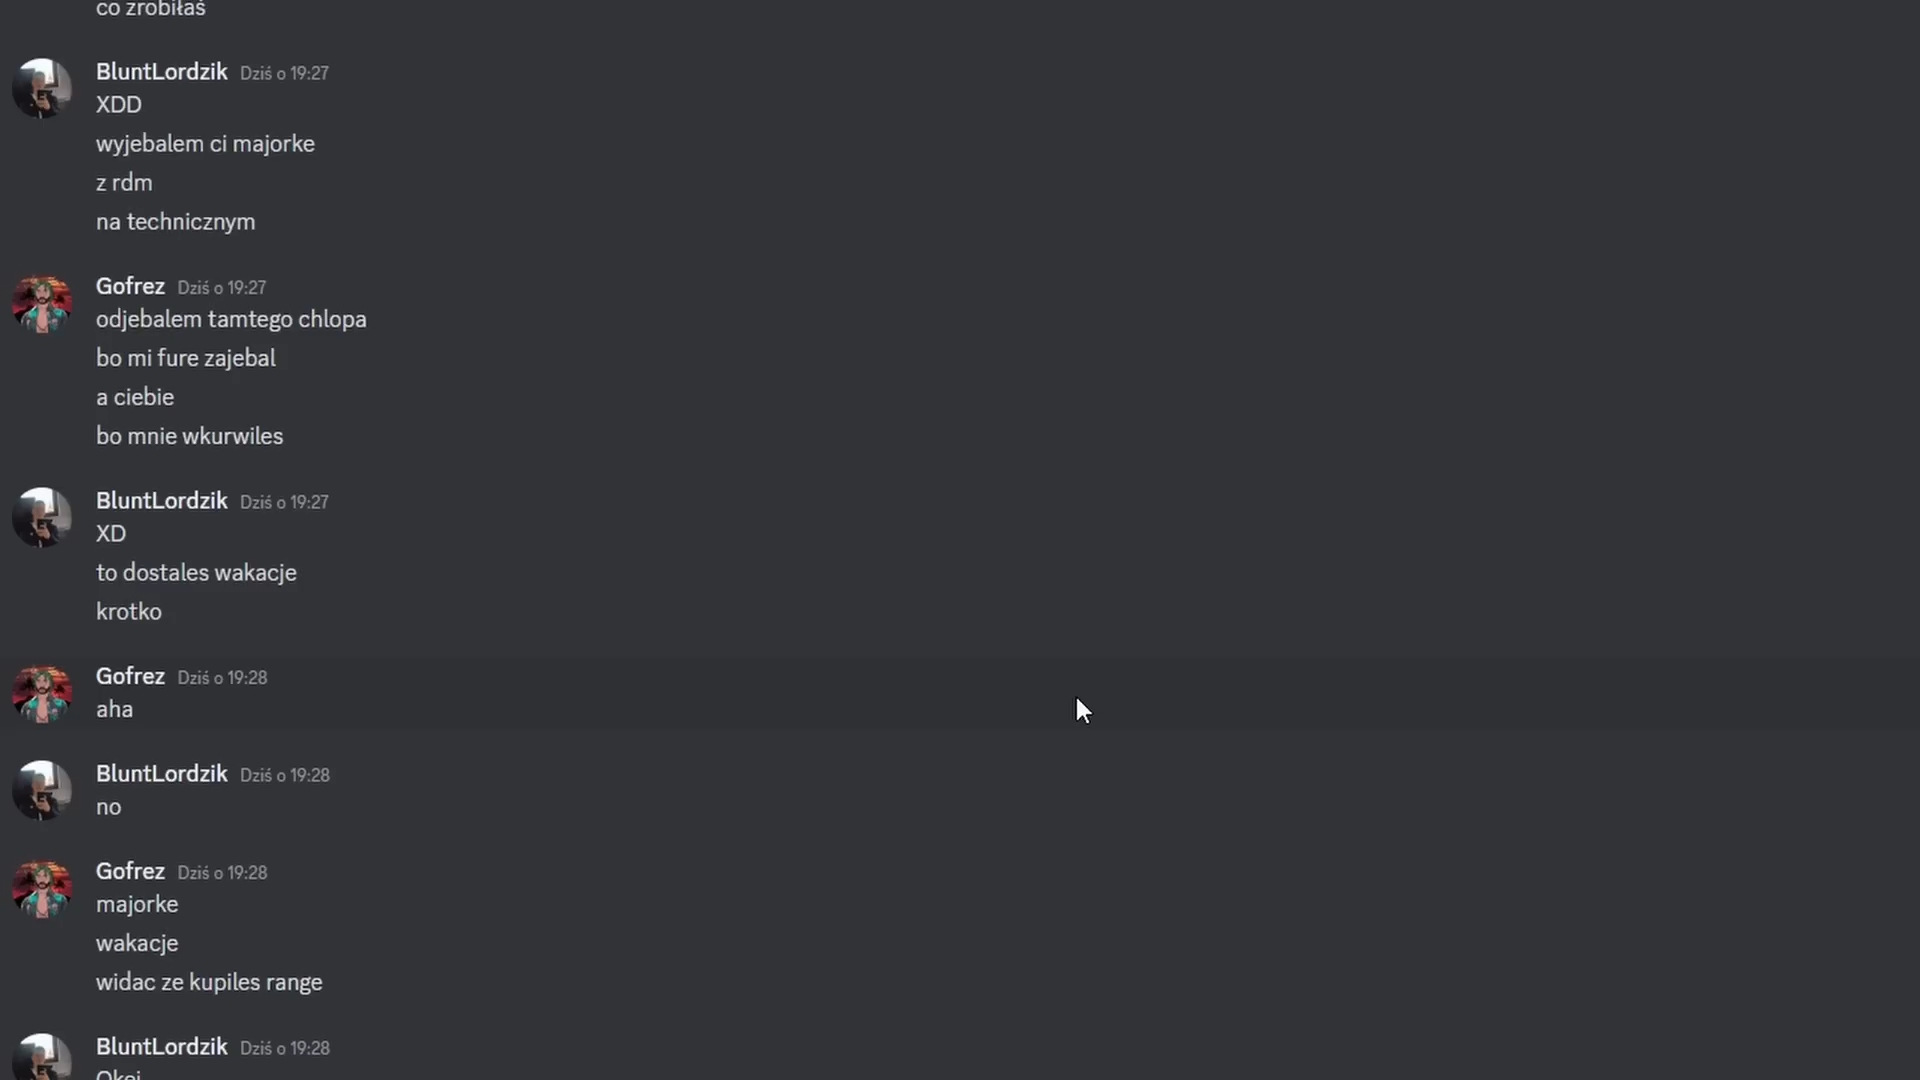 co zrobiłaś
BluntLordzik Dziś o 19:27
XDD
wyjebalem ci majorke
z rdm
na technicznym
Gofrez Dziś o 19:27
odjebalem tamtego chlopa
bo mi fure zajebal
a ciebie
bo mnie wkurwiles
BluntLordzik Dziś o 19:27
XD
to dostales wakacje
krotko
Gofrez Dziś o 19:28
aha
BluntLordzik Dziś o 19:28
no
Gofrez Dziś o 19:28
majorke
wakacje
widac ze kupiles range
BluntLordzik Dziś o 19:28
Okej